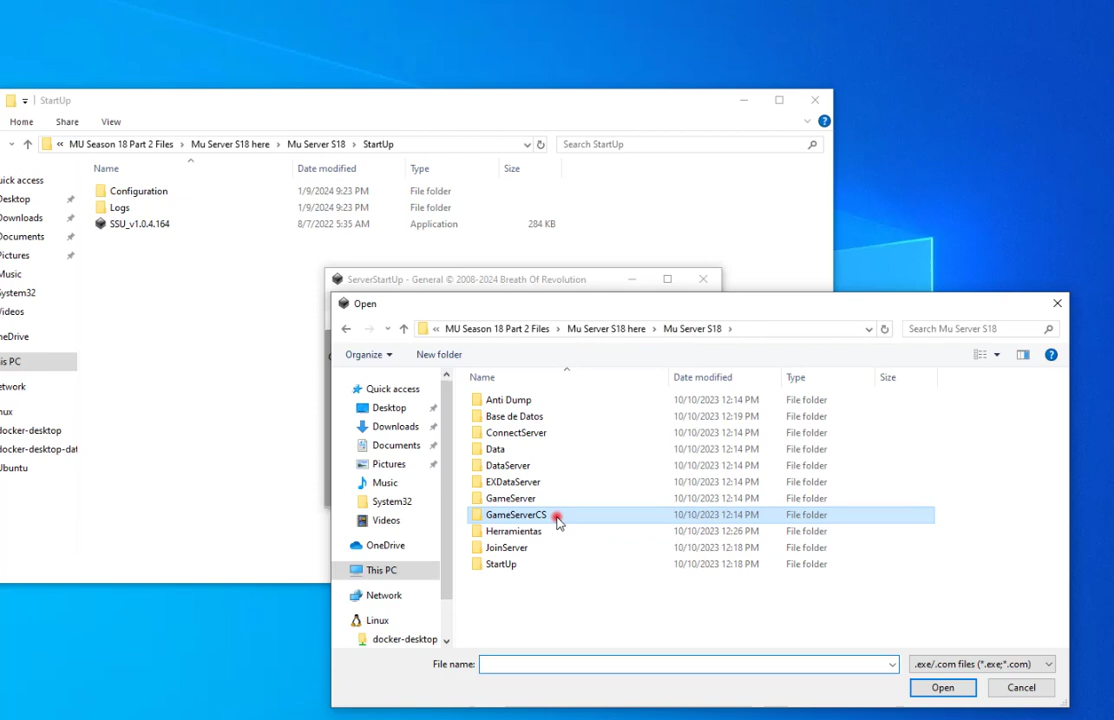 StartUp
Home Share View
« MU Season 18 Part 2 Files > Mu Server S18 here > Mu Server S18 > StartUp Search StartUp
Name Date modified Type Size
uick access
Desktop
Downloads
Documents
Pictures
Music
System32
Videos
neDrive
is PC
etwork
nux
docker-desktop
docker-desktop-dat
Ubuntu
Configuration 1/9/2024 9:23 PM File folder
Logs 1/9/2024 9:23 PM File folder
SSU_v1.0.4.164 8/7/2022 5:35 AM Application 284 KB
ServerStartUp - General © 2008-2024 Breath Of Revolution
Open
« MU Season 18 Part 2 Files > Mu Server S18 here > Mu Server S18 > Search Mu Server S18
Organize New folder
Quick access
Desktop
Downloads
Documents
Pictures
Music
System32
Videos
OneDrive
This PC
Network
Linux
docker-desktop
Name Date modified Type Size
Anti Dump 10/10/2023 12:14 PM File folder
Base de Datos 10/10/2023 12:19 PM File folder
ConnectServer 10/10/2023 12:14 PM File folder
Data 10/10/2023 12:14 PM File folder
DataServer 10/10/2023 12:14 PM File folder
EXDataServer 10/10/2023 12:14 PM File folder
GameServer 10/10/2023 12:14 PM File folder
GameServerCS 10/10/2023 12:14 PM File folder
Herramientas 10/10/2023 12:26 PM File folder
JoinServer 10/10/2023 12:18 PM File folder
StartUp 10/10/2023 12:18 PM File folder
File name: .exe/.com files (*.exe;*.com)
Open Cancel